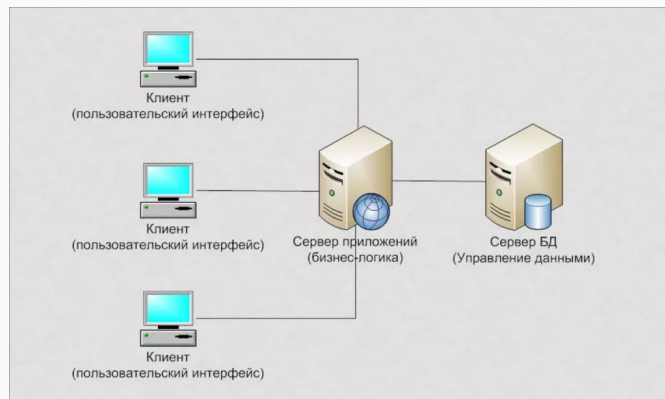 Клиент
(пользовательский интерфейс)
Клиент
(пользовательский интерфейс)
Сервер приложений
(бизнес-логика)
Сервер БД
(Управление данными)
Клиент
(пользовательский интерфейс)